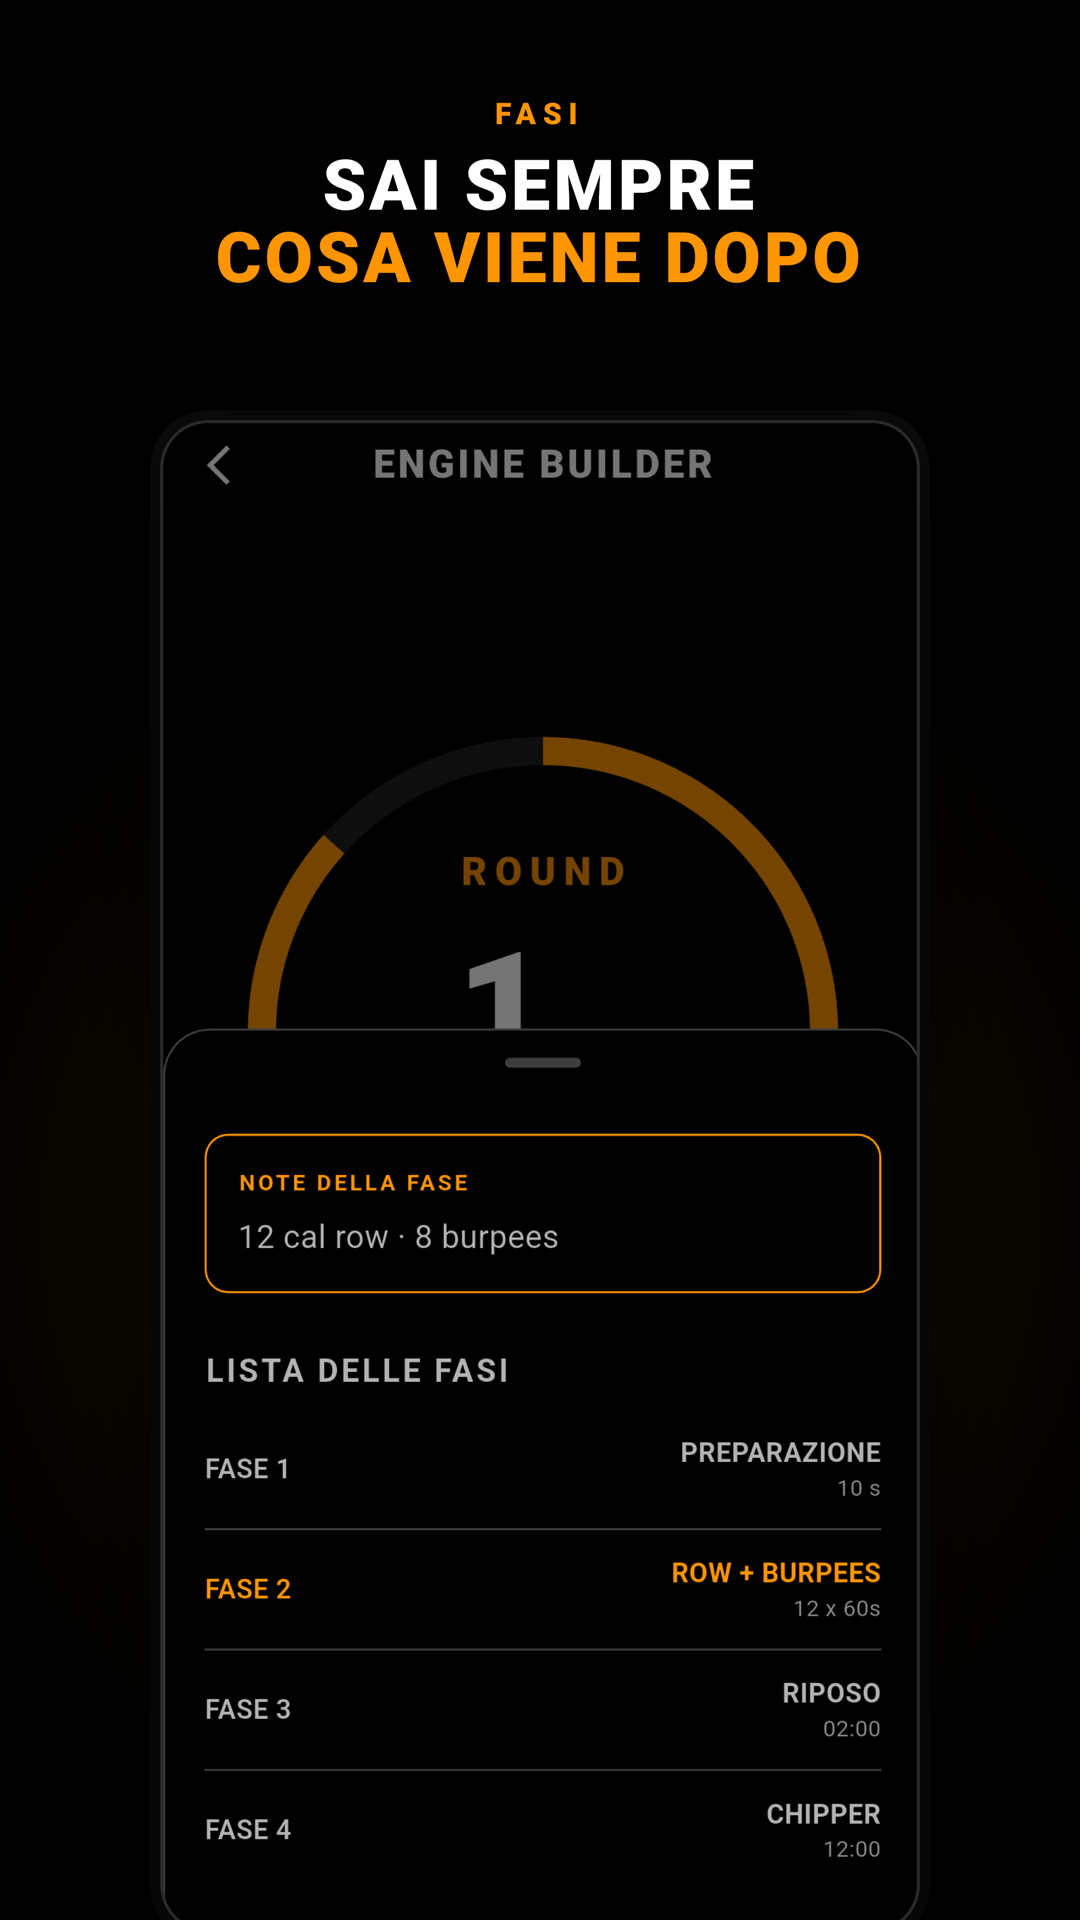 FASI
SAI SEMPRE
COSA VIENE DOPO
ENGINE BUILDER
ROUND
1
NOTE DELLA FASE
12 cal row · 8 burpees
LISTA DELLE FASI
FASE 1
PREPARAZIONE
10 s
FASE 2
ROW + BURPEES
12 x 60s
FASE 3
RIPOSO
02:00
FASE 4
CHIPPER
12:00